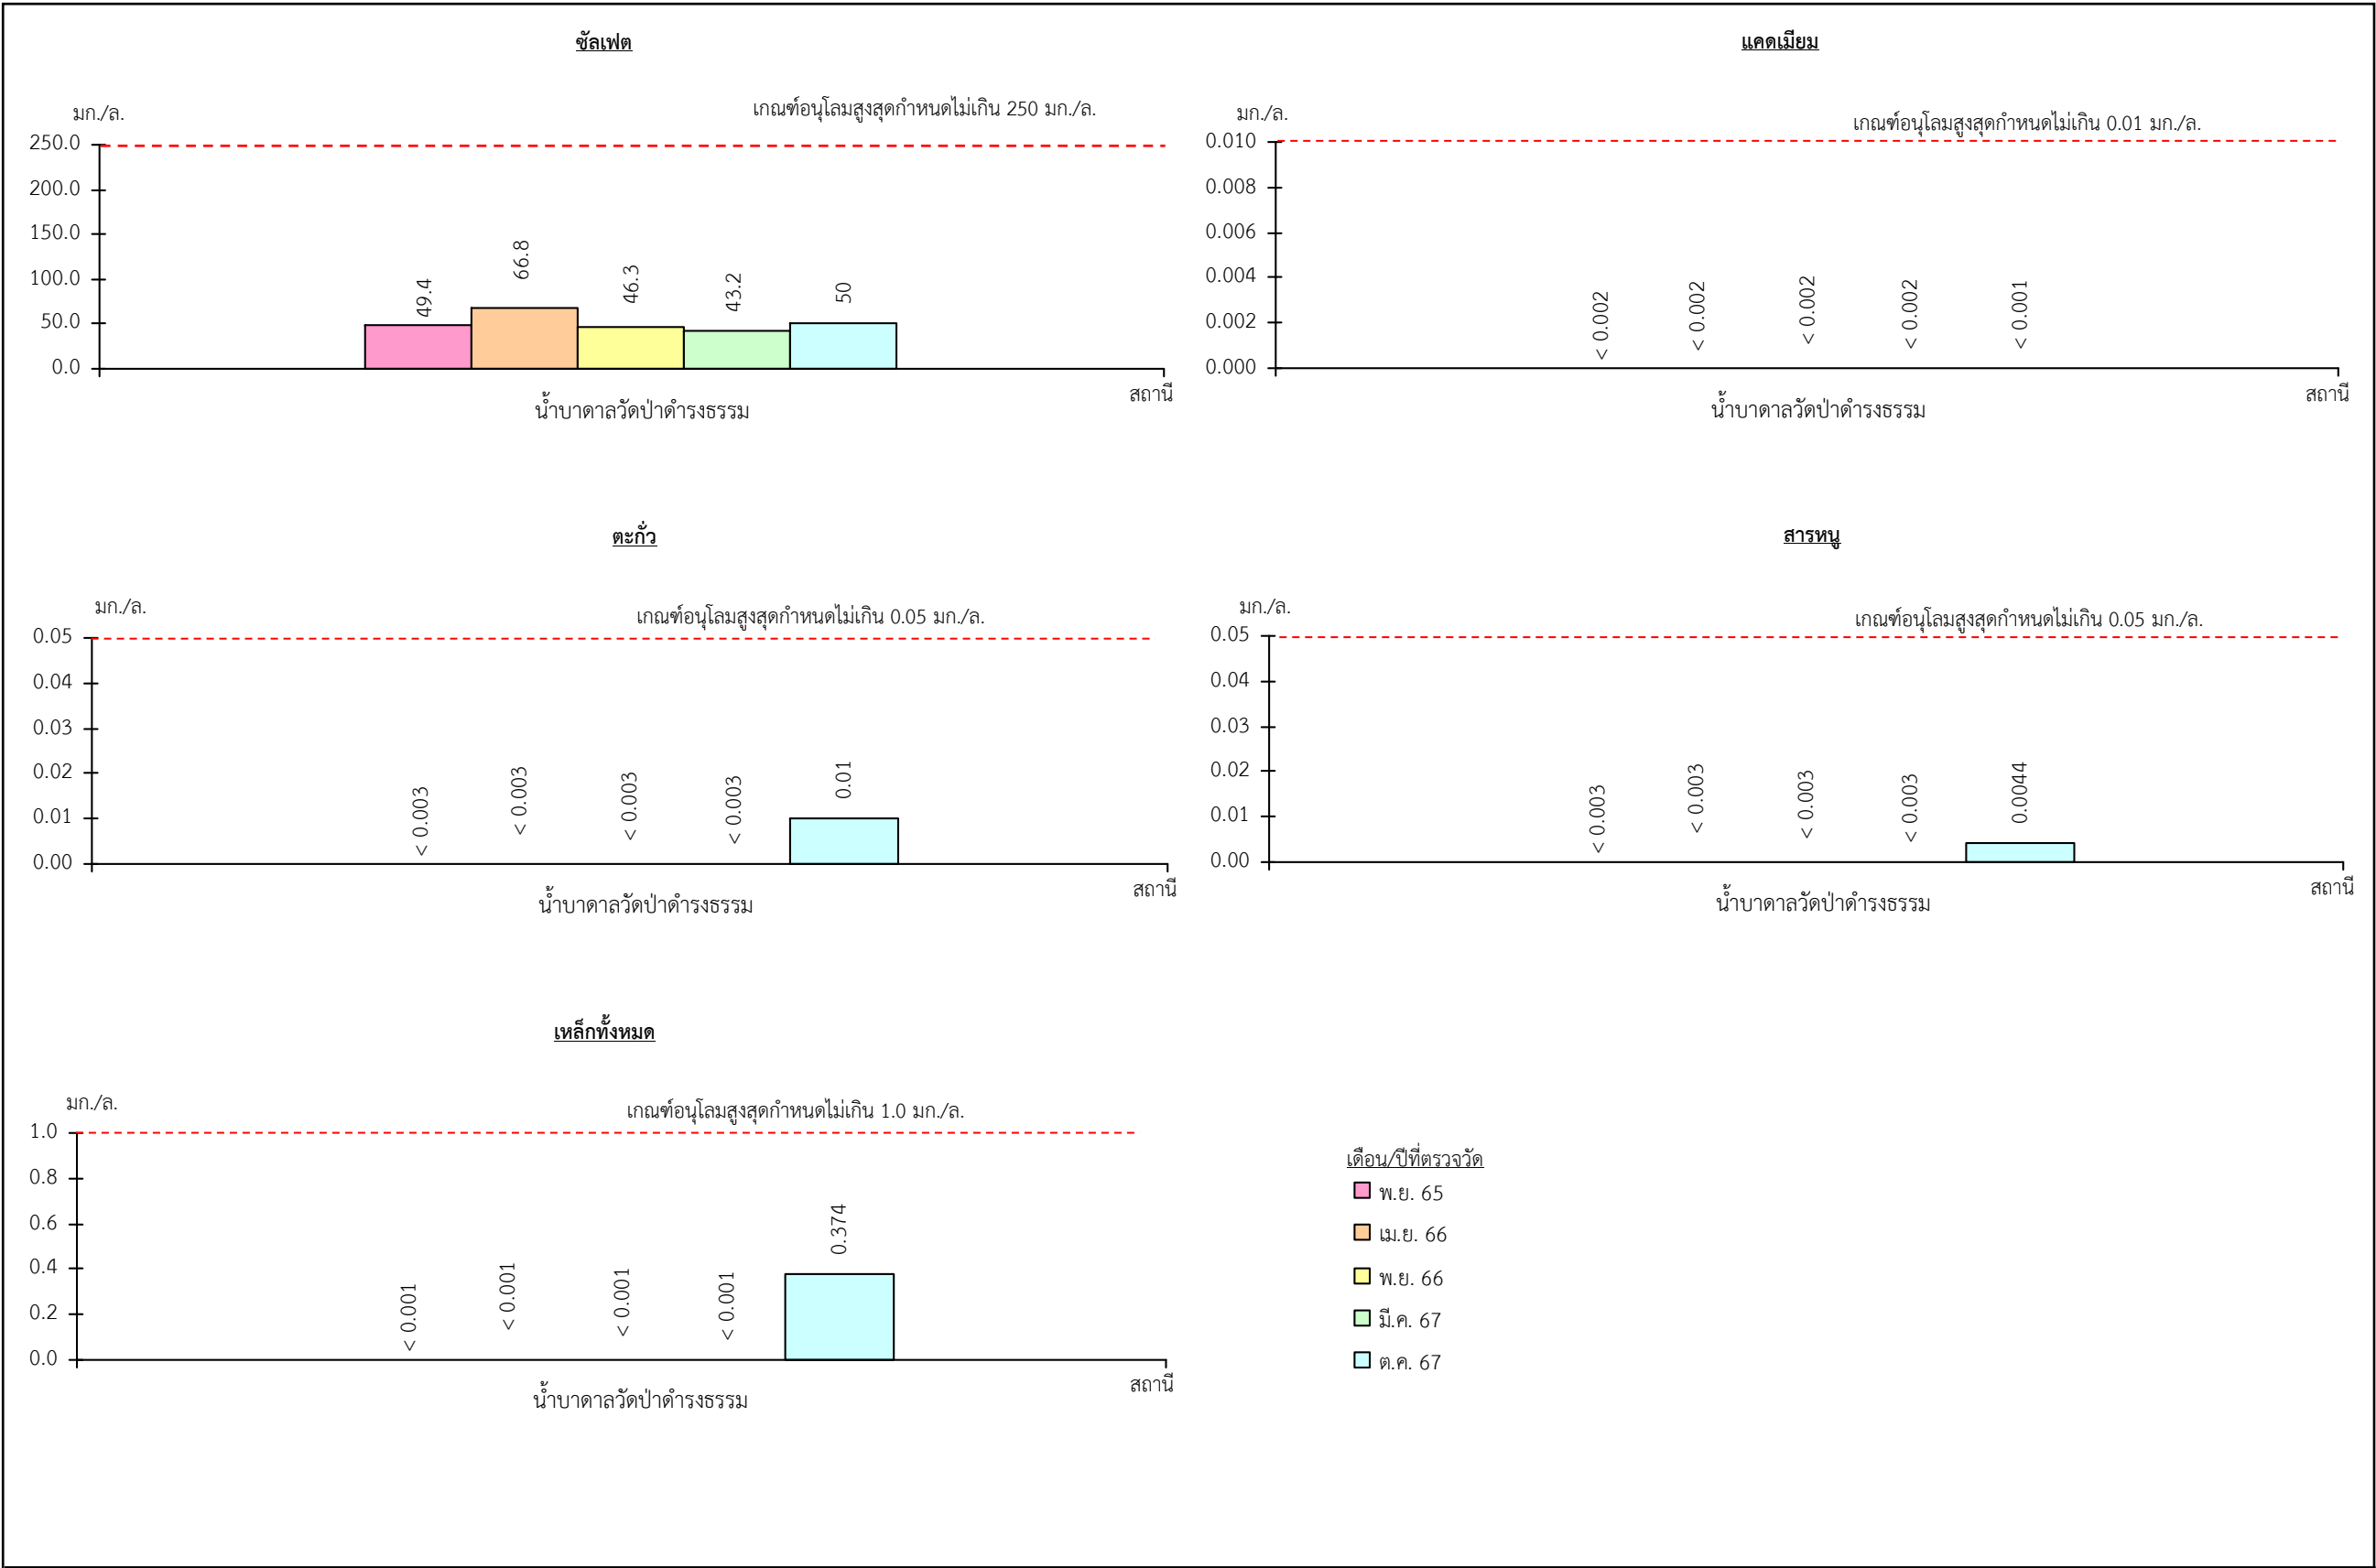 ซัลเฟต
มก./ล.
เกณฑ์อนุโลมสูงสุดกำหนดไม่เกิน 250 มก./ล.
250.0
200.0
150.0
100.0
50.0
0.0
49.4
66.8
46.3
43.2
50
สถานี
น้ำบาดาลวัดป่าดำรงธรรม
แคดเมียม
มก./ล.
เกณฑ์อนุโลมสูงสุดกำหนดไม่เกิน 0.01 มก./ล.
0.010
0.008
0.006
0.004
0.002
0.000
< 0.002
< 0.002
< 0.002
< 0.002
< 0.001
สถานี
น้ำบาดาลวัดป่าดำรงธรรม
ตะกั่ว
มก./ล.
เกณฑ์อนุโลมสูงสุดกำหนดไม่เกิน 0.05 มก./ล.
0.05
0.04
0.03
0.02
0.01
0.00
< 0.003
< 0.003
< 0.003
< 0.003
0.01
สถานี
น้ำบาดาลวัดป่าดำรงธรรม
สารหนู
มก./ล.
เกณฑ์อนุโลมสูงสุดกำหนดไม่เกิน 0.05 มก./ล.
0.05
0.04
0.03
0.02
0.01
0.00
< 0.003
< 0.003
< 0.003
< 0.003
0.0044
สถานี
น้ำบาดาลวัดป่าดำรงธรรม
เหล็กทั้งหมด
มก./ล.
เกณฑ์อนุโลมสูงสุดกำหนดไม่เกิน 1.0 มก./ล.
1.0
0.8
0.6
0.4
0.2
0.0
< 0.001
< 0.001
< 0.001
< 0.001
0.374
สถานี
น้ำบาดาลวัดป่าดำรงธรรม
เดือน/ปีที่ตรวจวัด
พ.ย. 65
เม.ย. 66
พ.ย. 66
มี.ค. 67
ต.ค. 67